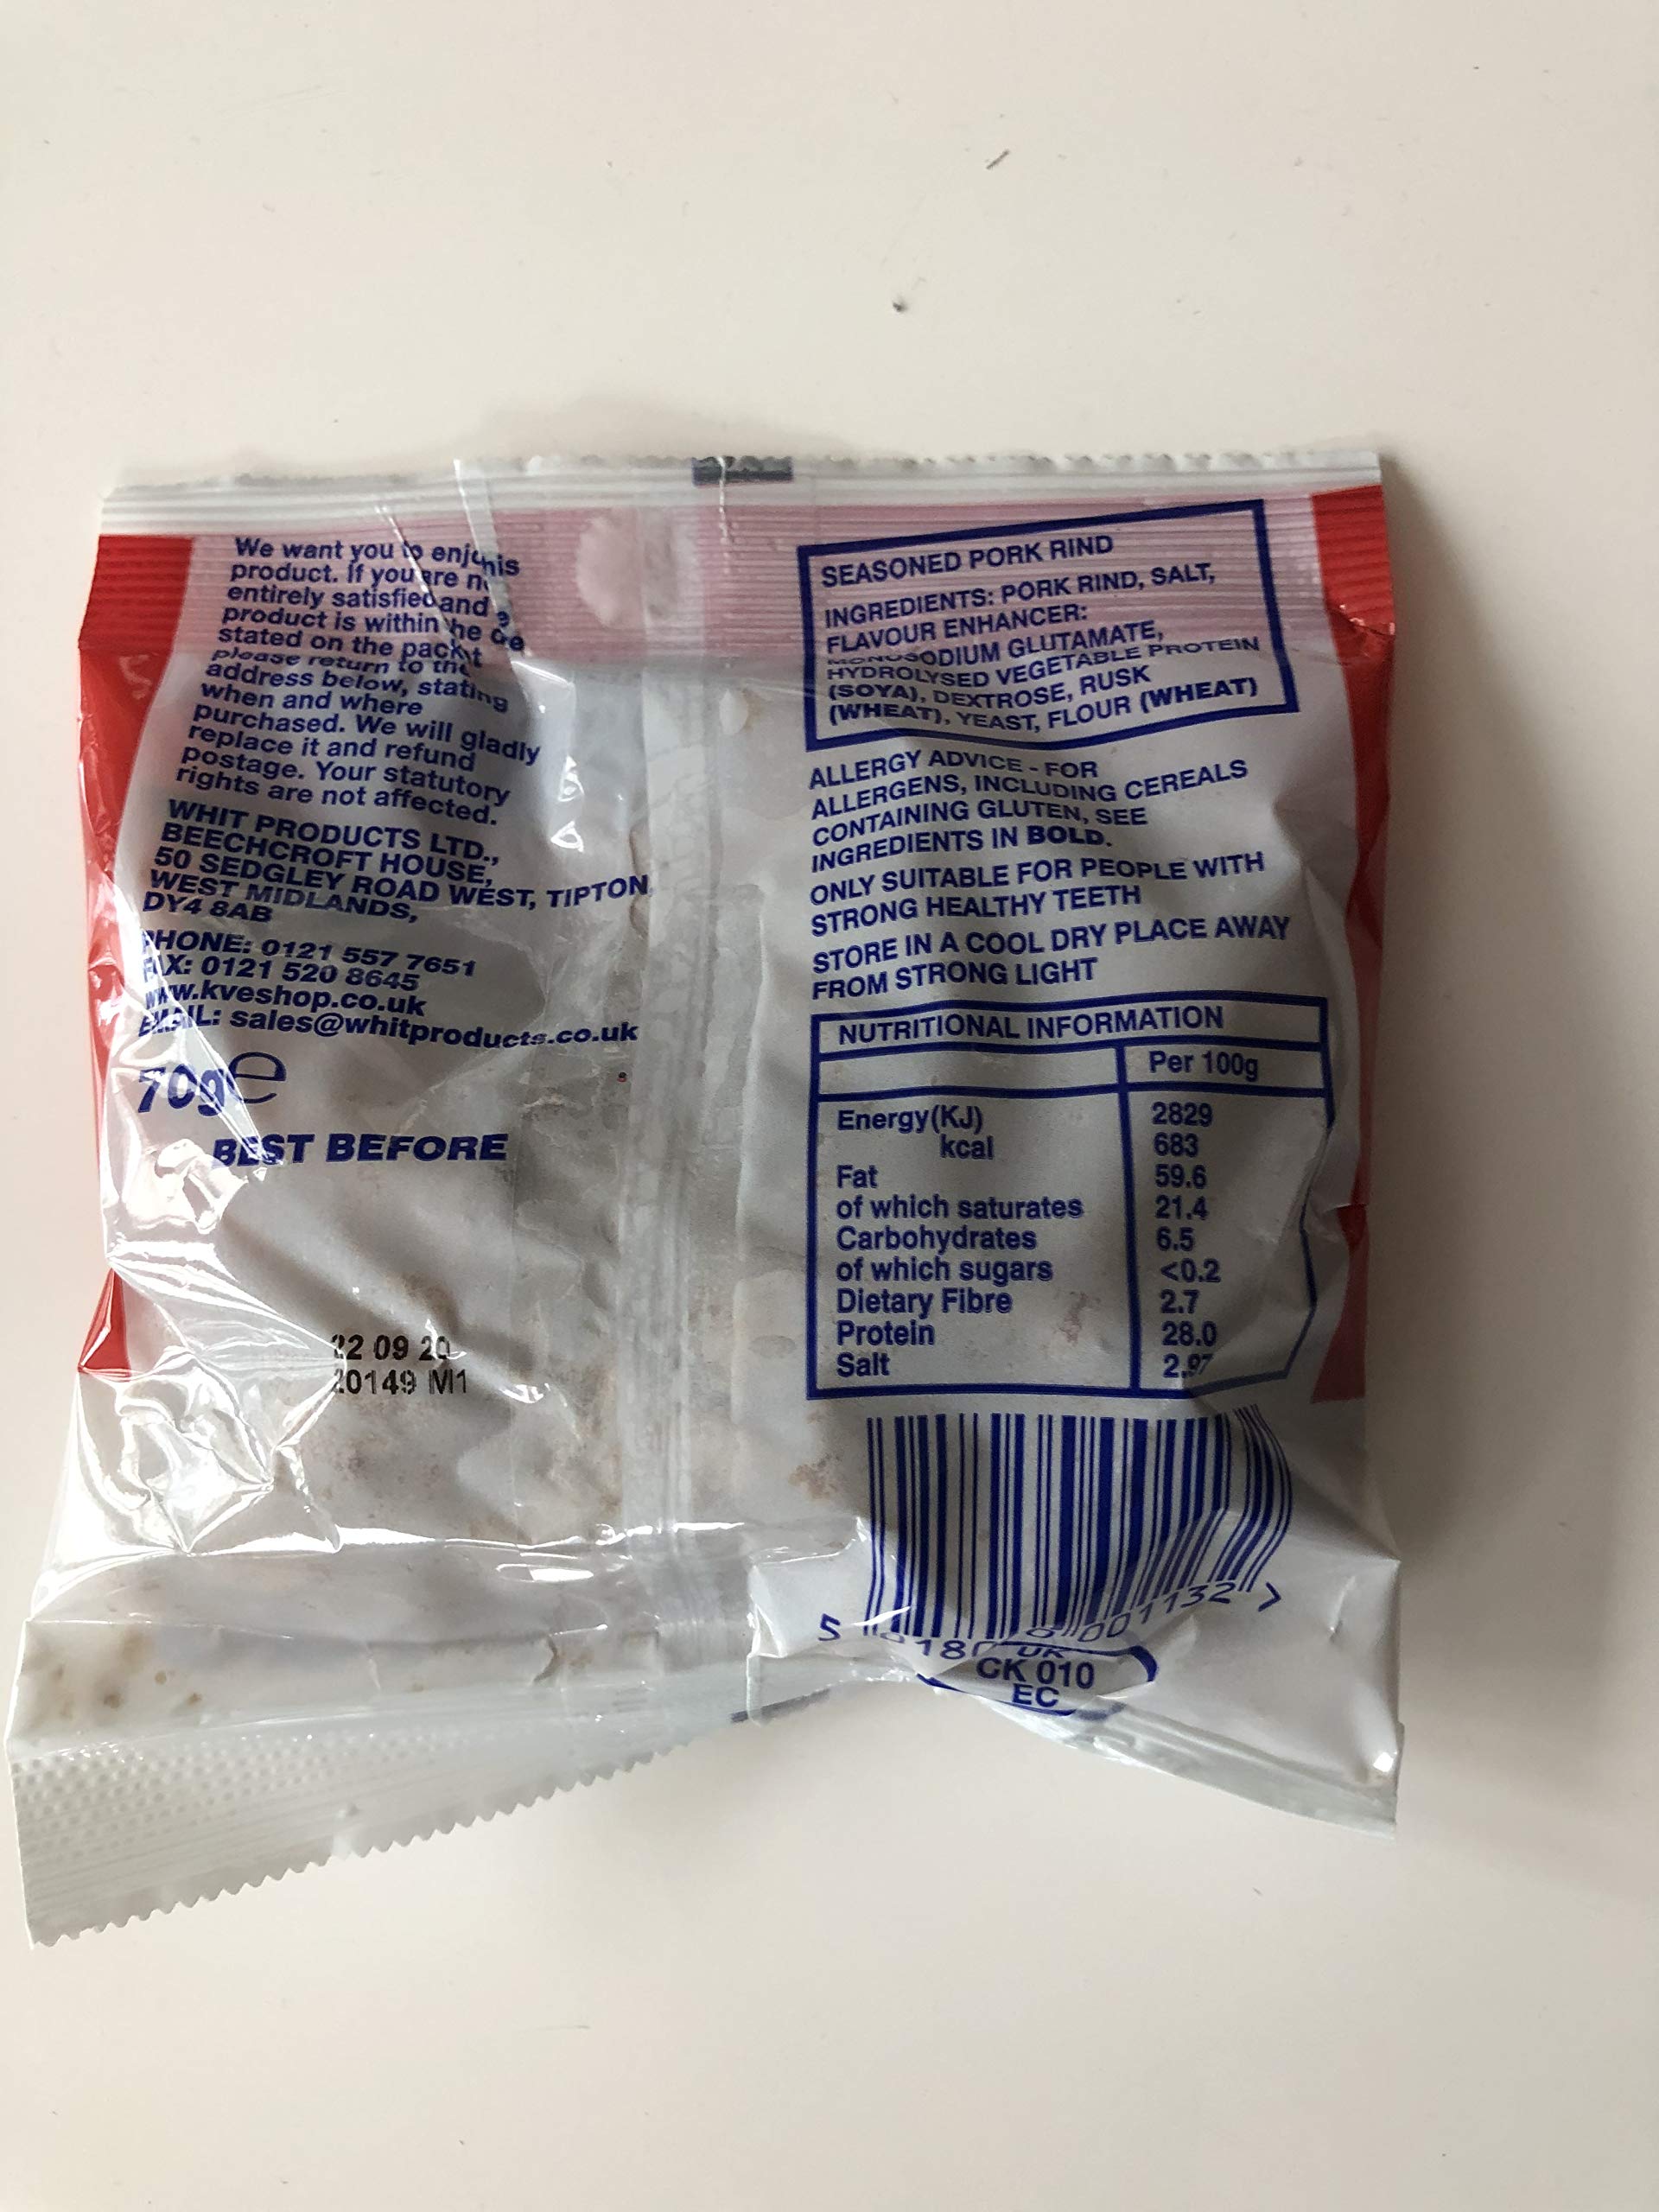 We want you to enj his
product. If you are n
entirely satisfied and
product is within he
stated on the pack t
please return to the
address below, stating
when and where
purchased. We will gladly
replace it and refund
postage. Your statutory
rights are not affected.
WHIT PRODUCTS LTD.,
BEECHCROFT HOUSE,
50 SEDGLEY ROAD WEST, TIPTON,
WEST MIDLANDS,
DY4 8AB
PHONE: 0121 557 7651
FAX: 0121 520 8645
www.kveshop.co.uk
EMAIL: sales@whitproducts.co.uk
70g e
BEST BEFORE
22 09 20
20149 M1
SEASONED PORK RIND
INGREDIENTS: PORK RIND, SALT,
FLAVOUR ENHANCER:
MONOSODIUM GLUTAMATE,
HYDROLYSED VEGETABLE PROTEIN
(SOYA), DEXTROSE, RUSK
(WHEAT), YEAST, FLOUR (WHEAT)
ALLERGY ADVICE - FOR
ALLERGENS, INCLUDING CEREALS
CONTAINING GLUTEN, SEE
INGREDIENTS IN BOLD.
ONLY SUITABLE FOR PEOPLE WITH
STRONG HEALTHY TEETH
STORE IN A COOL DRY PLACE AWAY
FROM STRONG LIGHT
NUTRITIONAL INFORMATION
Per 100g
Energy(KJ) 2829
kcal 683
Fat 59.6
of which saturates 21.4
Carbohydrates 6.5
of which sugars <0.2
Dietary Fibre 2.7
Protein 28.0
Salt 2.97
5 001132 >
UK
CK 010
EC